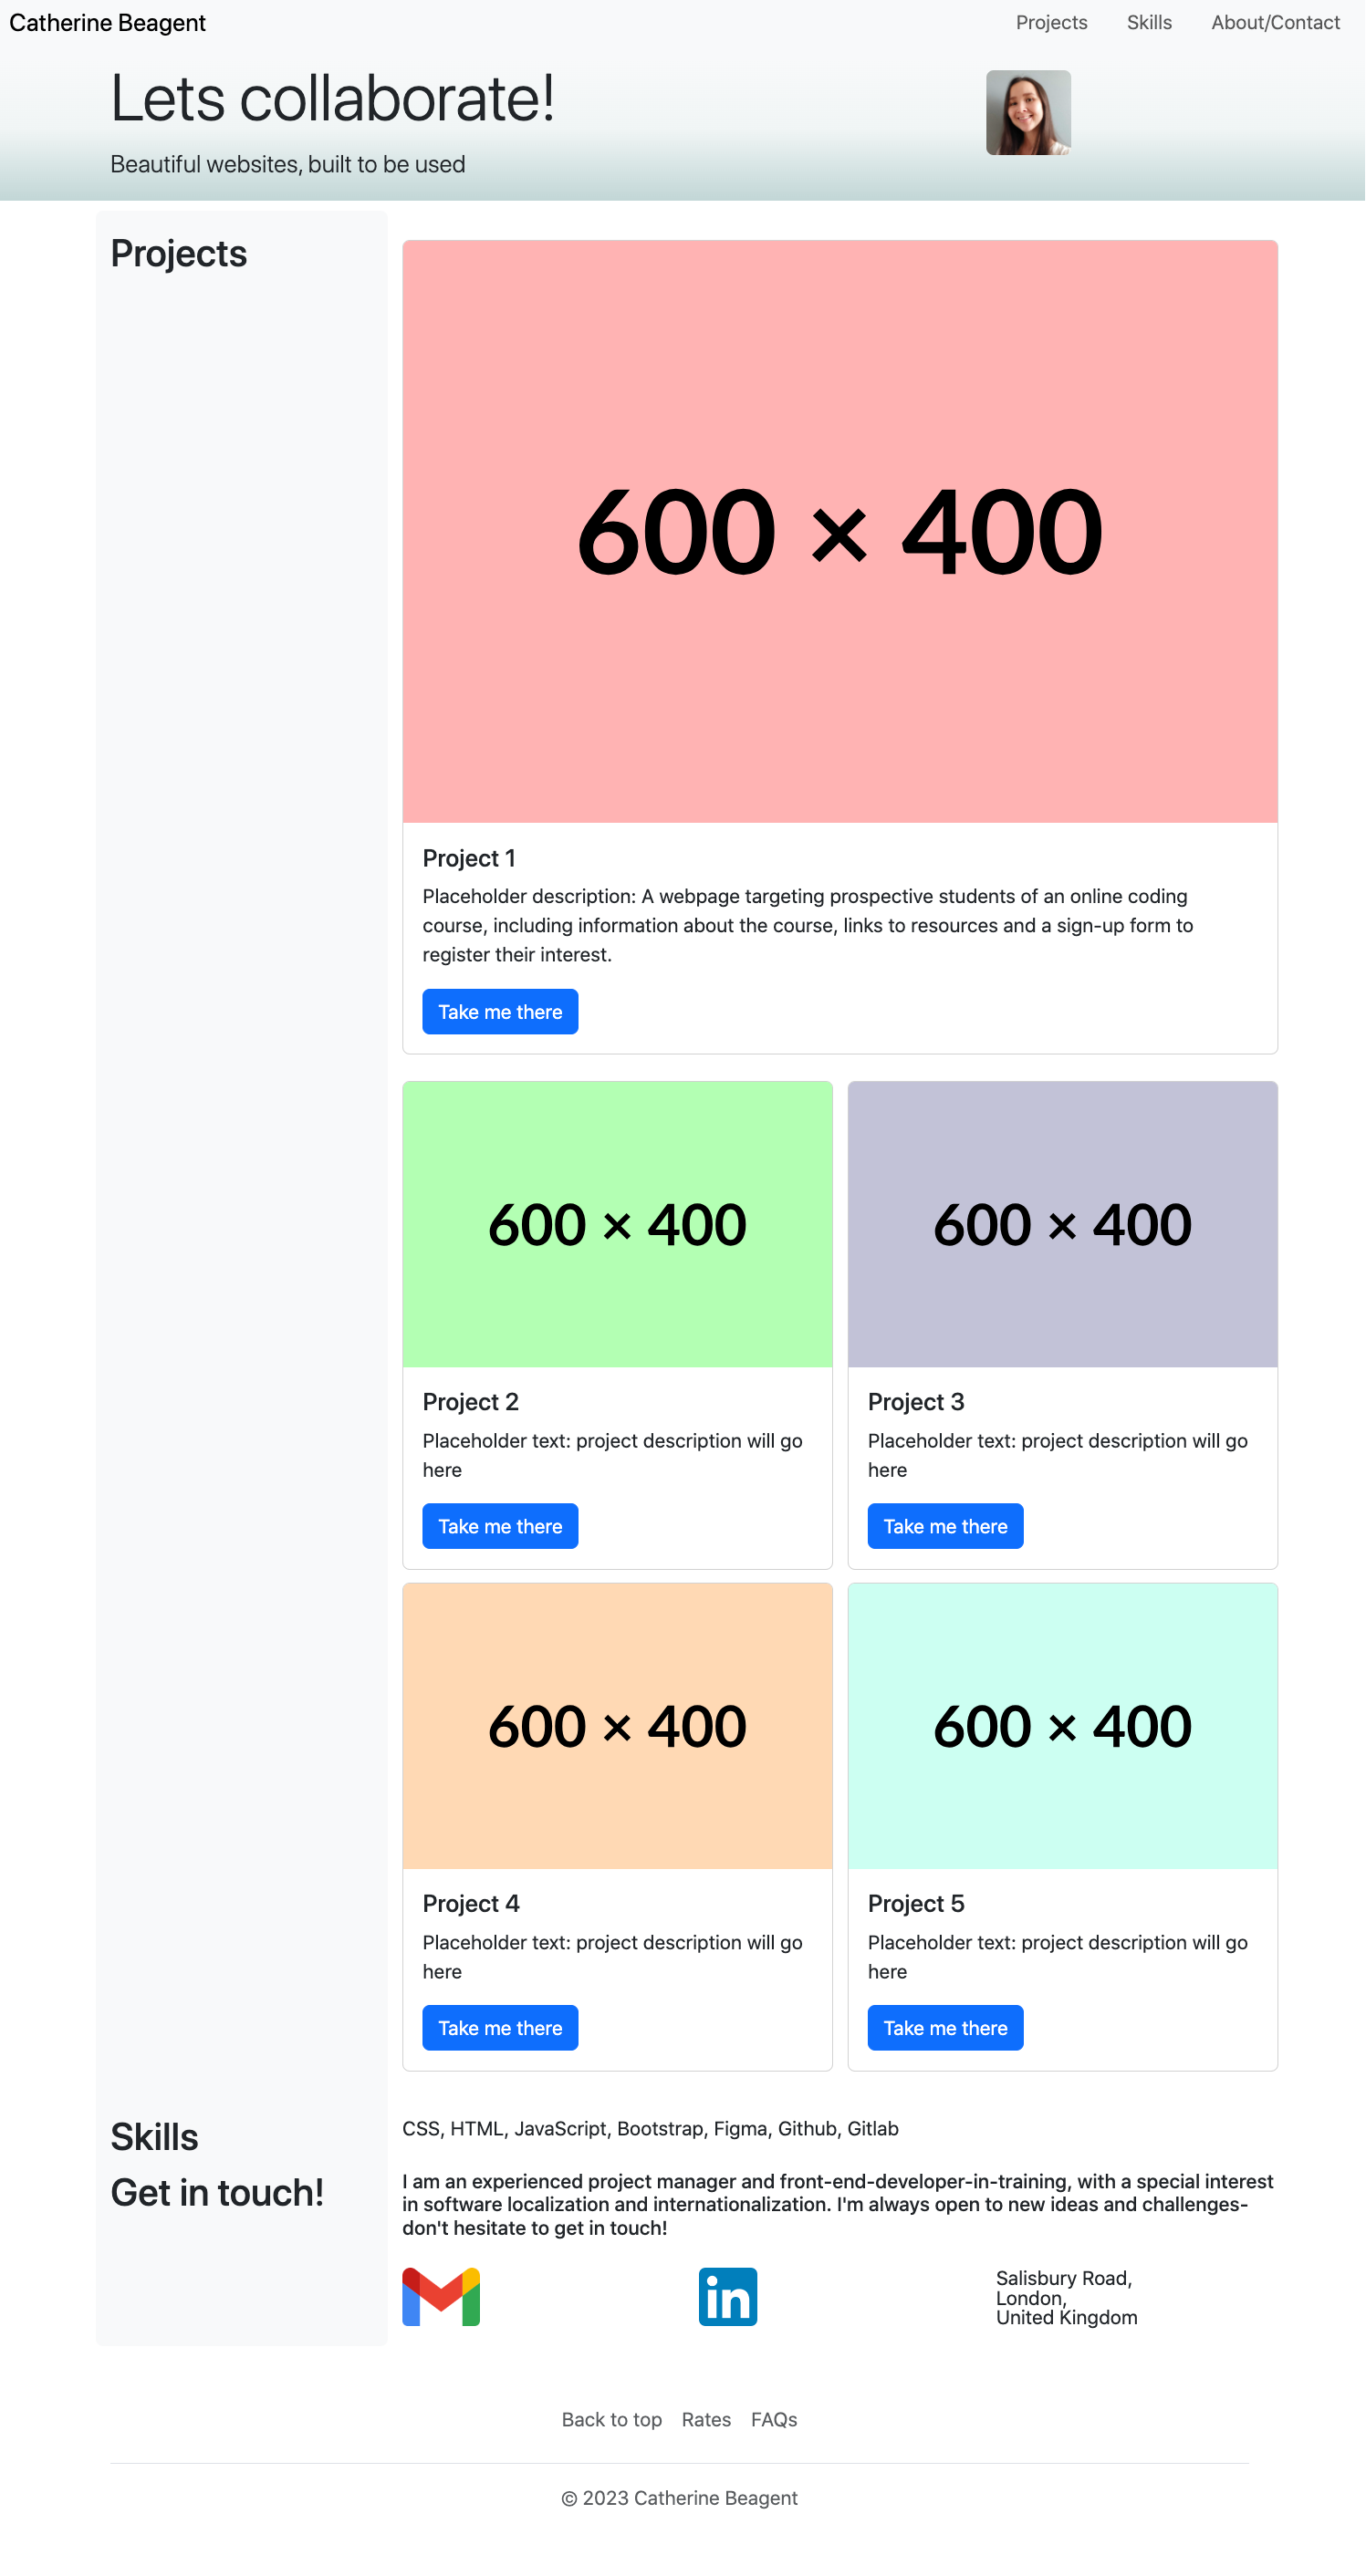 Catherine Beagent
Projects
Skills
About/Contact
Lets collaborate!
Beautiful websites, built to be used
Projects
600 × 400
Project 1
Placeholder description: A webpage targeting prospective students of an online coding
course, including information about the course, links to resources and a sign-up form to
register their interest.
Take me there
600 × 400
Project 2
Placeholder text: project description will go
here
Take me there
600 × 400
Project 3
Placeholder text: project description will go
here
Take me there
600 × 400
Project 4
Placeholder text: project description will go
here
Take me there
600 × 400
Project 5
Placeholder text: project description will go
here
Take me there
Skills
CSS, HTML, JavaScript, Bootstrap, Figma, Github, Gitlab
Get in touch!
I am an experienced project manager and front-end-developer-in-training, with a special interest
in software localization and internationalization. I'm always open to new ideas and challenges-
don't hesitate to get in touch!
in
Salisbury Road,
London,
United Kingdom
Back to top
Rates
FAQs
© 2023 Catherine Beagent